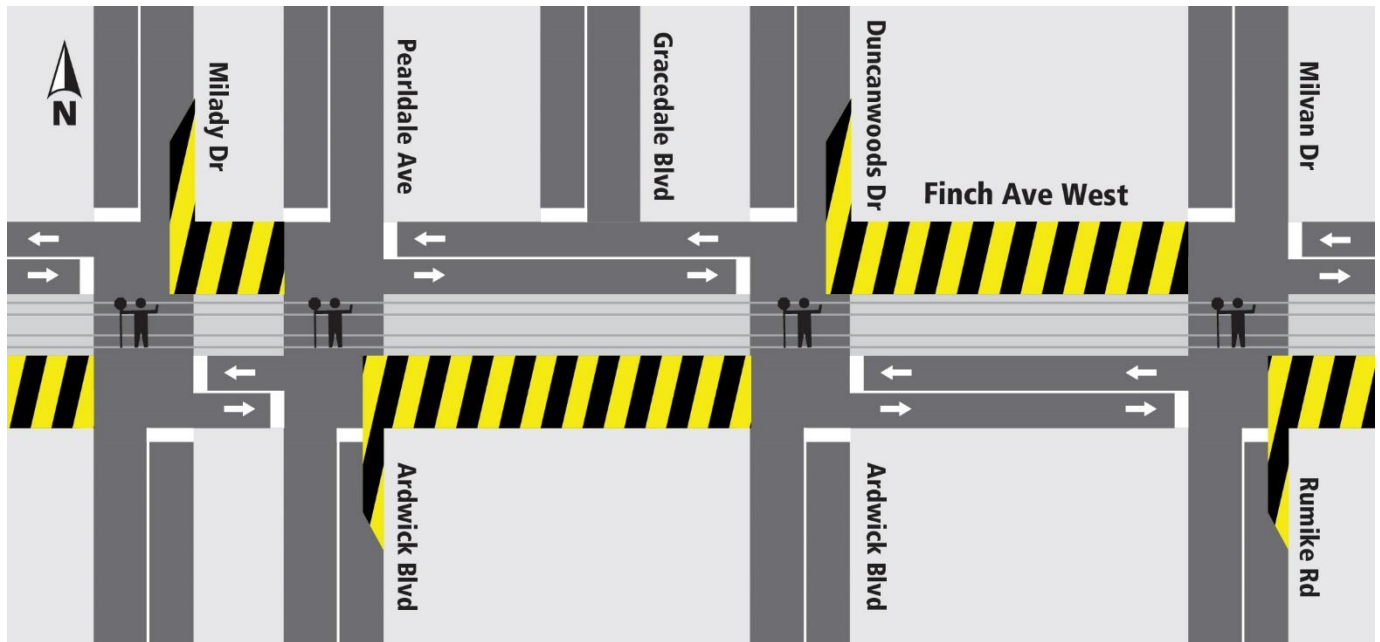 N
Milady Dr
Pearldale Ave
Gracedale Blvd
Duncanwoods Dr
Finch Ave West
Milvan Dr
Ardwick Blvd
Ardwick Blvd
Rumike Rd